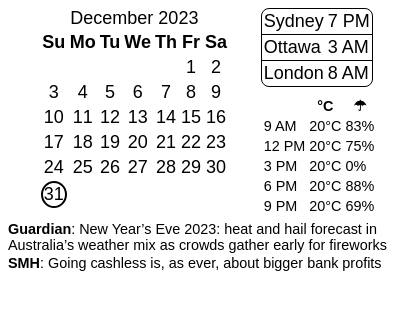 December 2023
Su Mo Tu We Th Fr Sa
1 2
3 4 5 6 7 8 9
10 11 12 13 14 15 16
17 18 19 20 21 22 23
24 25 26 27 28 29 30
31
Sydney 7 PM
Ottawa 3 AM
London 8 AM
°C ☂
9 AM 20°C 83%
12 PM 20°C 75%
3 PM 20°C 0%
6 PM 20°C 88%
9 PM 20°C 69%
Guardian: New Year’s Eve 2023: heat and hail forecast in
Australia’s weather mix as crowds gather early for fireworks
SMH: Going cashless is, as ever, about bigger bank profits